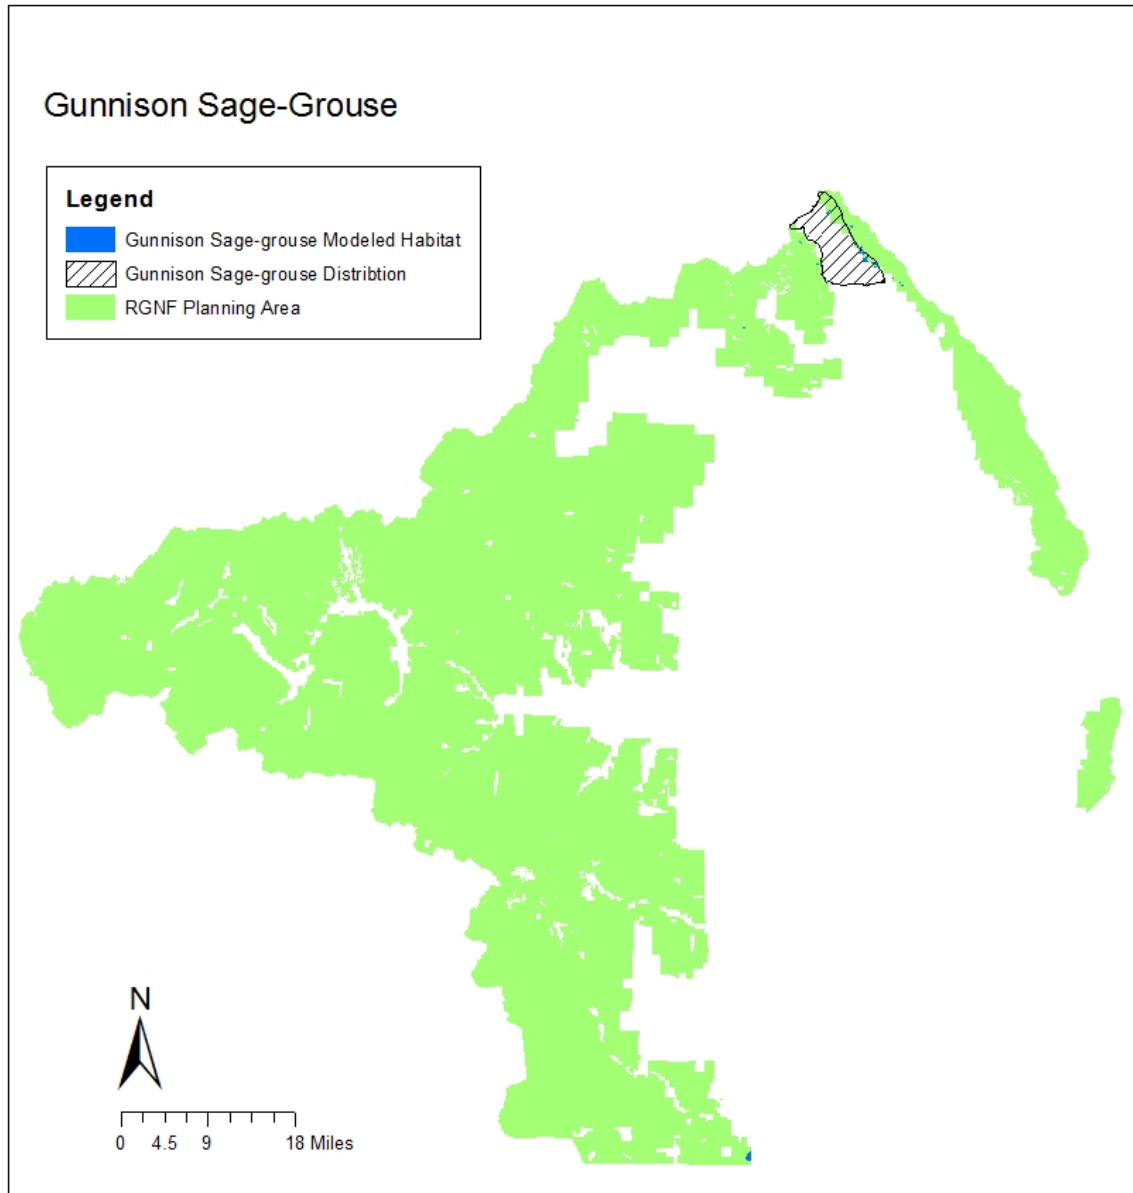 Gunnison Sage-Grouse
Legend
Gunnison Sage-grouse Modeled Habitat
Gunnison Sage-grouse Distribtion
RGNF Planning Area
N
0 4.5 9 18 Miles